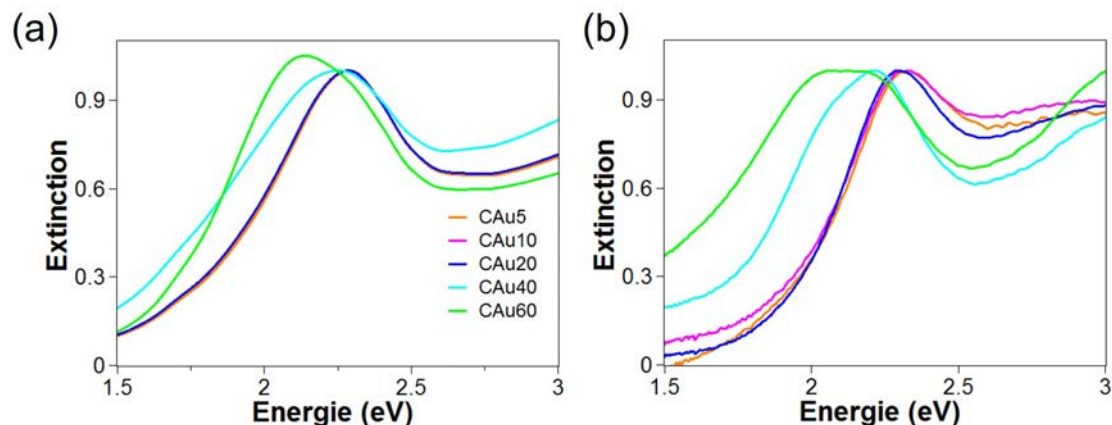 (a)
Extinction
0.9
0.6
0.3
0
1.5
2
2.5
3
Energie (eV)
CAu5
CAu10
CAu20
CAu40
CAu60
(b)
Extinction
0.9
0.6
0.3
0
1.5
2
2.5
3
Energie (eV)